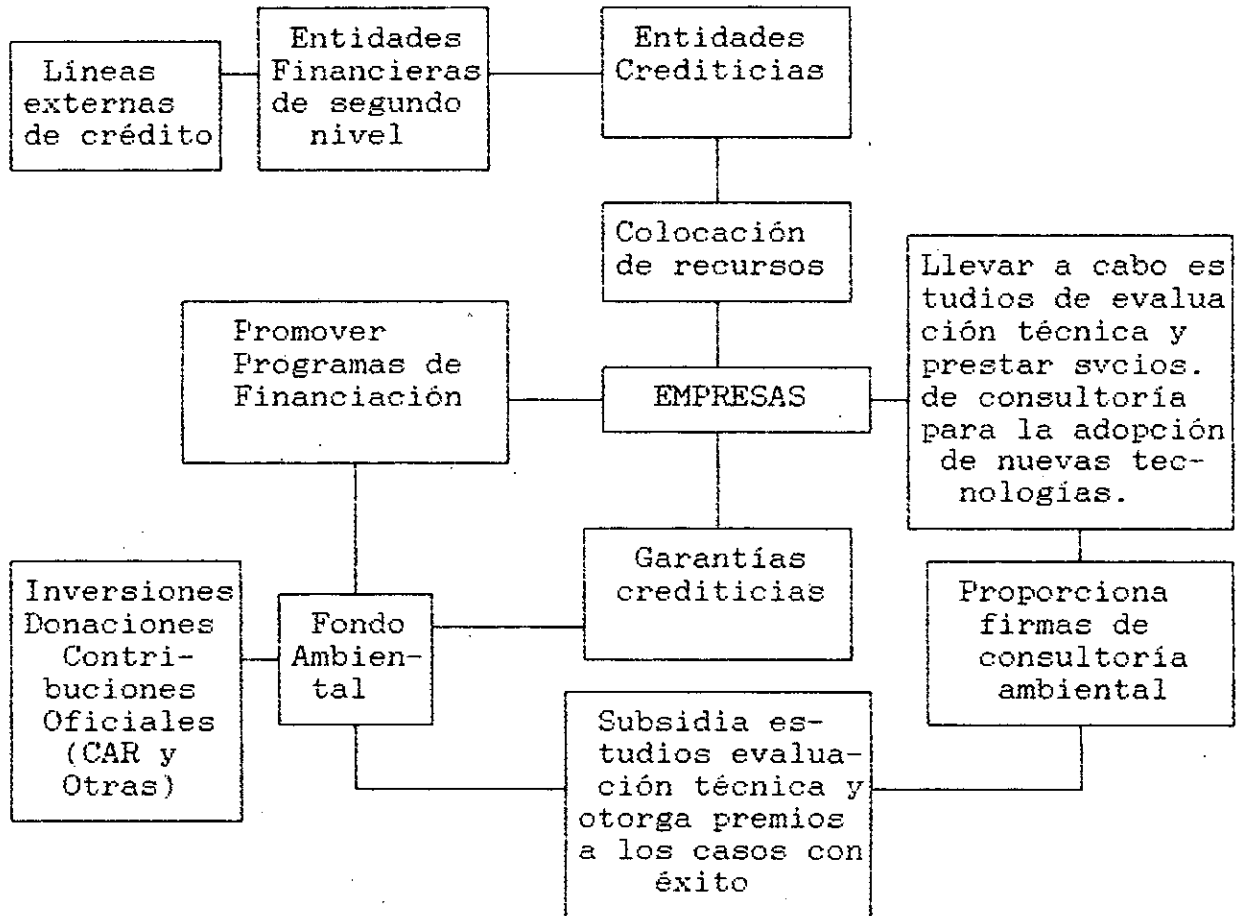 Líneas
externas
de crédito
Entidades
Financieras
de segundo
nivel
Entidades
Crediticias
Colocación
de recursos
Llevar a cabo es
tudios de evalua
ción técnica y
prestar svcios.
de consultoría
para la adopción
de nuevas tec-
nologías.
Promover
Programas de
Financiación
EMPRESAS
Garantías
crediticias
Inversiones
Donaciones
Contri-
buciones
Oficiales
(CAR y
Otras)
Fondo
Ambien-
tal
Proporciona
firmas de
consultoría
ambiental
Subsidia es-
tudios evalua-
ción técnica y
otorga premios
a los casos con
éxito